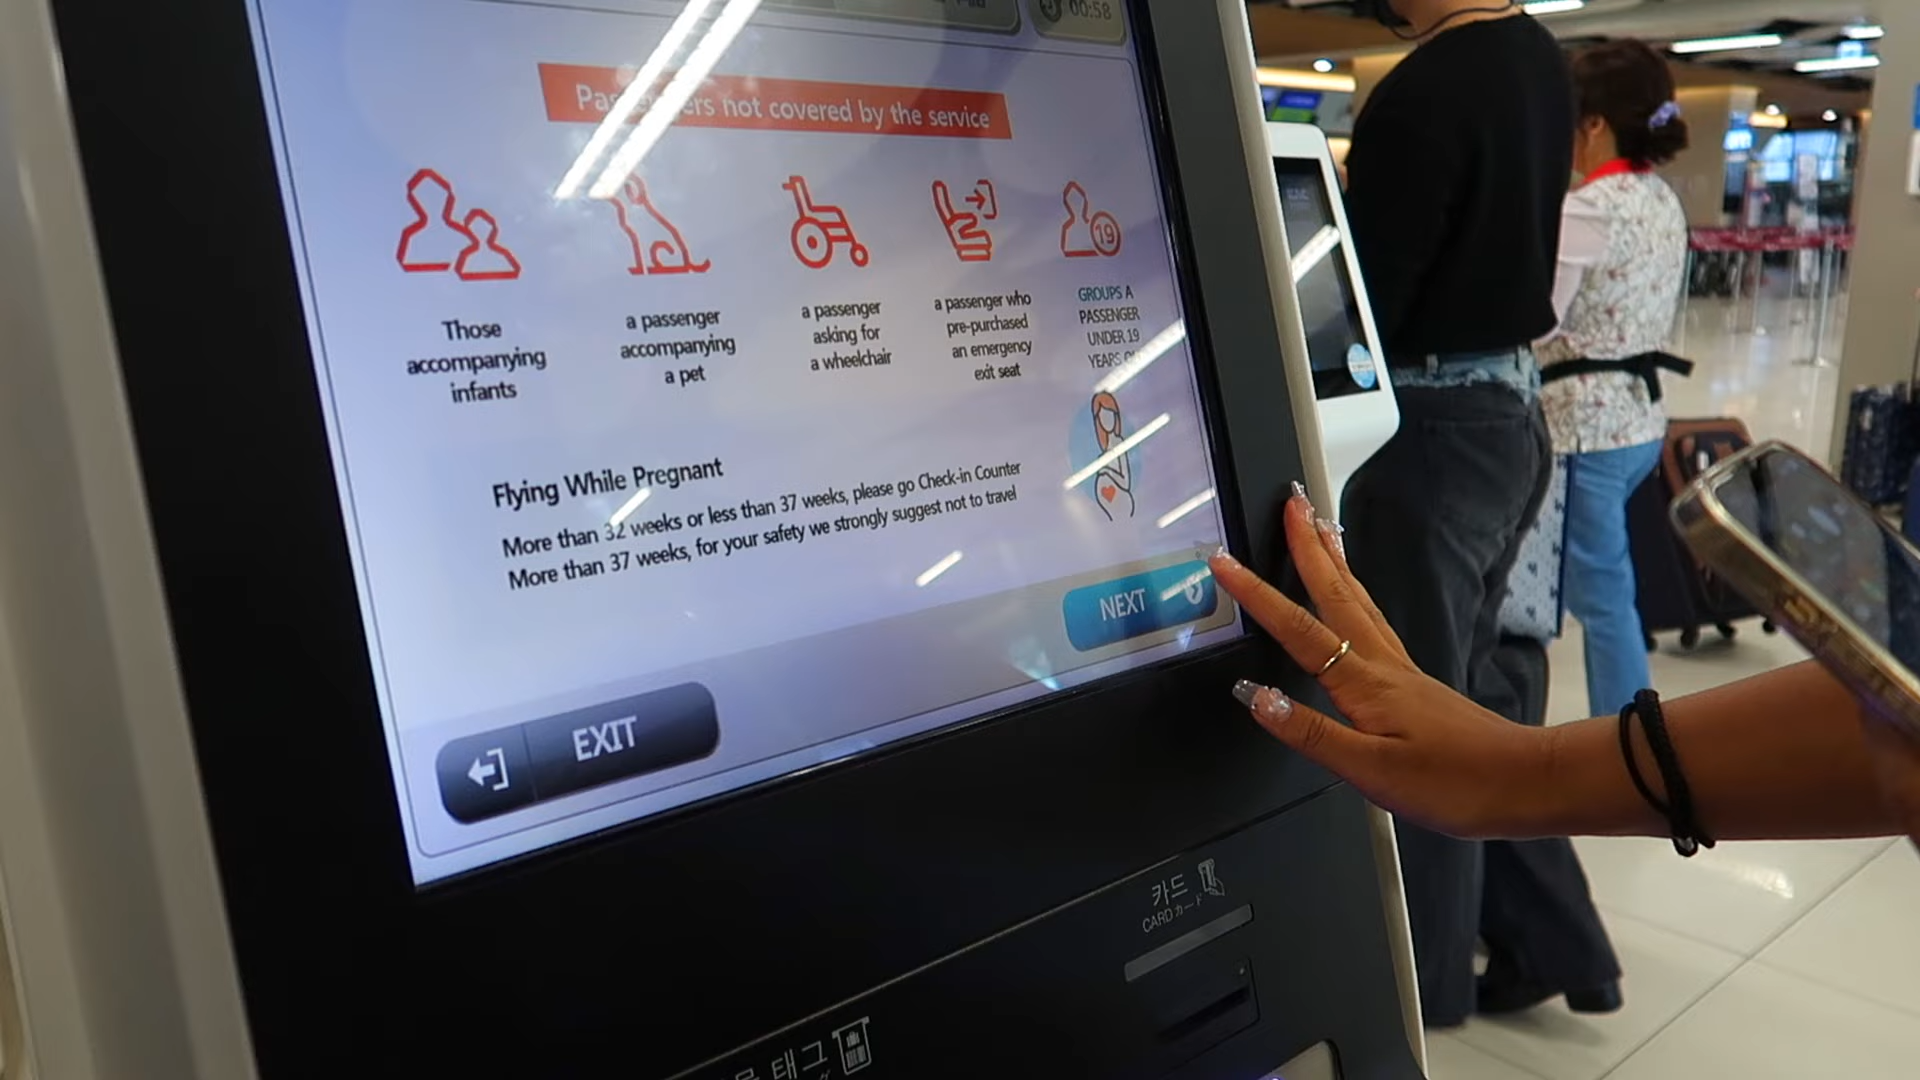 00:58
Passengers not covered by the service
19
Those
accompanying
infants
a passenger
accompanying
a pet
a passenger
asking for
a wheelchair
a passenger who
pre-purchased
an emergency
exit seat
GROUPS A
PASSENGER
UNDER 19
YEARS
Flying While Pregnant
More than 32 weeks or less than 37 weeks, please go Check-in Counter
More than 37 weeks, for your safety we strongly suggest not to travel
NEXT
EXIT
카드
CARD カード
태그